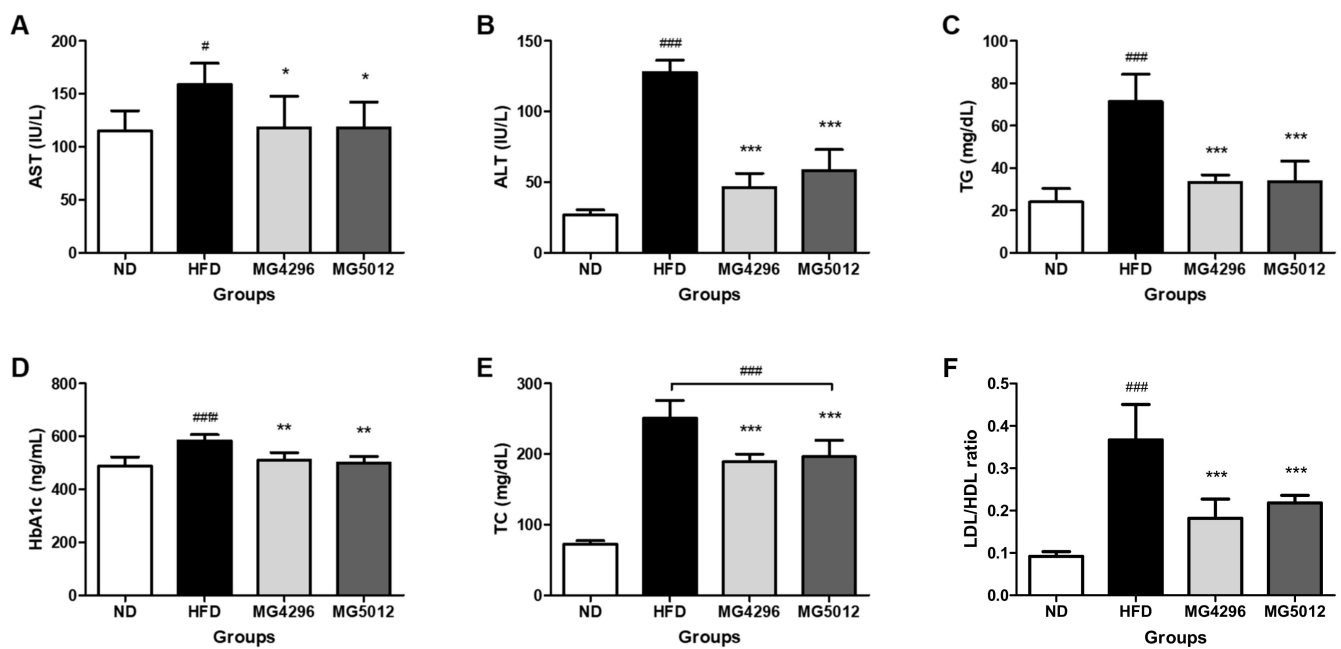 A
200
150
100
50
0
AST (IU/L)
#
*
*
ND HFD MG4296 MG5012
Groups
B
150
100
50
0
ALT (IU/L)
###
***
***
ND HFD MG4296 MG5012
Groups
C
100
80
60
40
20
0
TG (mg/dL)
###
***
***
ND HFD MG4296 MG5012
Groups
D
800
600
400
200
0
HbA1c (ng/mL)
###
**
**
ND HFD MG4296 MG5012
Groups
E
300
200
100
0
TC (mg/dL)
###
***
***
ND HFD MG4296 MG5012
Groups
F
0.5
0.4
0.3
0.2
0.1
0.0
LDL/HDL ratio
###
***
***
ND HFD MG4296 MG5012
Groups